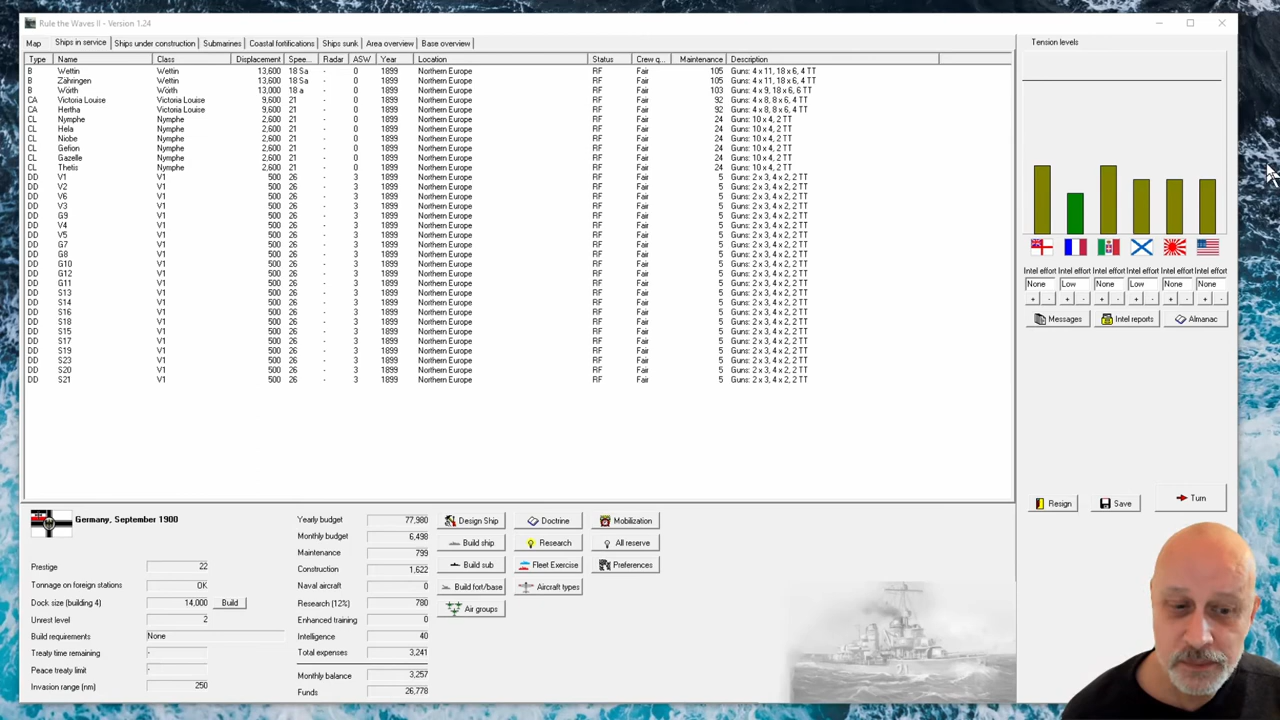 Rule the Waves II - Version 1.24
Map Ships in service Ships under construction Submarines Coastal fortifications Ships sunk Area overview Base overview
Type Name Class Displacement Spee... Radar ASW Year Location Status Crew q... Maintenance Description
B Wettin Wettin 13,600 18 Sa - 0 1899 Northern Europe RF Fair 105 Guns: 4 x 11, 18 x 6, 4 TT
B Zähringen Wettin 13,600 18 Sa - 0 1899 Northern Europe RF Fair 105 Guns: 4 x 11, 18 x 6, 4 TT
B Wörth Wörth 13,000 18 a - 0 1899 Northern Europe RF Fair 103 Guns: 4 x 9, 18 x 6, 6 TT
CA Victoria Louise Victoria Louise 9,600 21 - 0 1899 Northern Europe RF Fair 92 Guns: 4 x 8, 8 x 6, 4 TT
CA Hertha Victoria Louise 9,600 21 - 0 1899 Northern Europe RF Fair 92 Guns: 4 x 8, 8 x 6, 4 TT
CL Nymphe Nymphe 2,600 21 - 0 1899 Northern Europe RF Fair 24 Guns: 10 x 4, 2 TT
CL Hela Nymphe 2,600 21 - 0 1899 Northern Europe RF Fair 24 Guns: 10 x 4, 2 TT
CL Niobe Nymphe 2,600 21 - 0 1899 Northern Europe RF Fair 24 Guns: 10 x 4, 2 TT
CL Gefion Nymphe 2,600 21 - 0 1899 Northern Europe RF Fair 24 Guns: 10 x 4, 2 TT
CL Gazelle Nymphe 2,600 21 - 0 1899 Northern Europe RF Fair 24 Guns: 10 x 4, 2 TT
CL Thetis Nymphe 2,600 21 - 0 1899 Northern Europe RF Fair 24 Guns: 10 x 4, 2 TT
DD V1 V1 500 26 - 3 1899 Northern Europe RF Fair 5 Guns: 2 x 3, 4 x 2, 2 TT
DD V2 V1 500 26 - 3 1899 Northern Europe RF Fair 5 Guns: 2 x 3, 4 x 2, 2 TT
DD V6 V1 500 26 - 3 1899 Northern Europe RF Fair 5 Guns: 2 x 3, 4 x 2, 2 TT
DD V3 V1 500 26 - 3 1899 Northern Europe RF Fair 5 Guns: 2 x 3, 4 x 2, 2 TT
DD G9 V1 500 26 - 3 1899 Northern Europe RF Fair 5 Guns: 2 x 3, 4 x 2, 2 TT
DD V4 V1 500 26 - 3 1899 Northern Europe RF Fair 5 Guns: 2 x 3, 4 x 2, 2 TT
DD V5 V1 500 26 - 3 1899 Northern Europe RF Fair 5 Guns: 2 x 3, 4 x 2, 2 TT
DD G7 V1 500 26 - 3 1899 Northern Europe RF Fair 5 Guns: 2 x 3, 4 x 2, 2 TT
DD G8 V1 500 26 - 3 1899 Northern Europe RF Fair 5 Guns: 2 x 3, 4 x 2, 2 TT
DD G10 V1 500 26 - 3 1899 Northern Europe RF Fair 5 Guns: 2 x 3, 4 x 2, 2 TT
DD G12 V1 500 26 - 3 1899 Northern Europe RF Fair 5 Guns: 2 x 3, 4 x 2, 2 TT
DD G11 V1 500 26 - 3 1899 Northern Europe RF Fair 5 Guns: 2 x 3, 4 x 2, 2 TT
DD S13 V1 500 26 - 3 1899 Northern Europe RF Fair 5 Guns: 2 x 3, 4 x 2, 2 TT
DD S14 V1 500 26 - 3 1899 Northern Europe RF Fair 5 Guns: 2 x 3, 4 x 2, 2 TT
DD S16 V1 500 26 - 3 1899 Northern Europe RF Fair 5 Guns: 2 x 3, 4 x 2, 2 TT
DD S18 V1 500 26 - 3 1899 Northern Europe RF Fair 5 Guns: 2 x 3, 4 x 2, 2 TT
DD S15 V1 500 26 - 3 1899 Northern Europe RF Fair 5 Guns: 2 x 3, 4 x 2, 2 TT
DD S17 V1 500 26 - 3 1899 Northern Europe RF Fair 5 Guns: 2 x 3, 4 x 2, 2 TT
DD S19 V1 500 26 - 3 1899 Northern Europe RF Fair 5 Guns: 2 x 3, 4 x 2, 2 TT
DD S23 V1 500 26 - 3 1899 Northern Europe RF Fair 5 Guns: 2 x 3, 4 x 2, 2 TT
DD S20 V1 500 26 - 3 1899 Northern Europe RF Fair 5 Guns: 2 x 3, 4 x 2, 2 TT
DD S21 V1 500 26 - 3 1899 Northern Europe RF Fair 5 Guns: 2 x 3, 4 x 2, 2 TT
Tension levels
Intel effort Intel effort Intel effort Intel effort Intel effort Intel effort
None Low None Low None None
+ - + - + - + - + - + -
Messages Intel reports Almanac
Resign Save Turn
Germany, September 1900
Prestige 22
Tonnage on foreign stations OK
Dock size (building 4) 14,000 Build
Unrest level 2
Build requirements None
Treaty time remaining -
Peace treaty limit -
Invasion range (nm) 250
Yearly budget 77,980
Monthly budget 6,498
Maintenance 799
Construction 1,622
Naval aircraft 0
Research (12%) 780
Enhanced training 0
Intelligence 40
Total expenses 3,241
Monthly balance 3,257
Funds 26,778
Design Ship Doctrine Mobilization
Build ship Research All reserve
Build sub Fleet Exercise Preferences
Build fort/base Aircraft types
Air groups